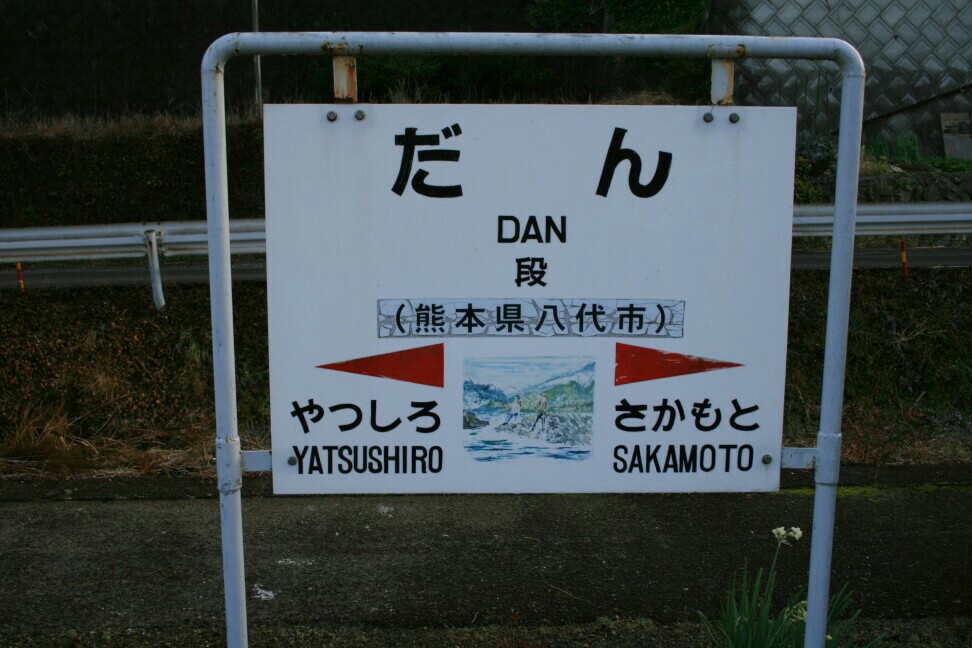 だん
DAN
段
(熊本県八代市)
やつしろ さかもと
YATSUSHIRO SAKAMOTO